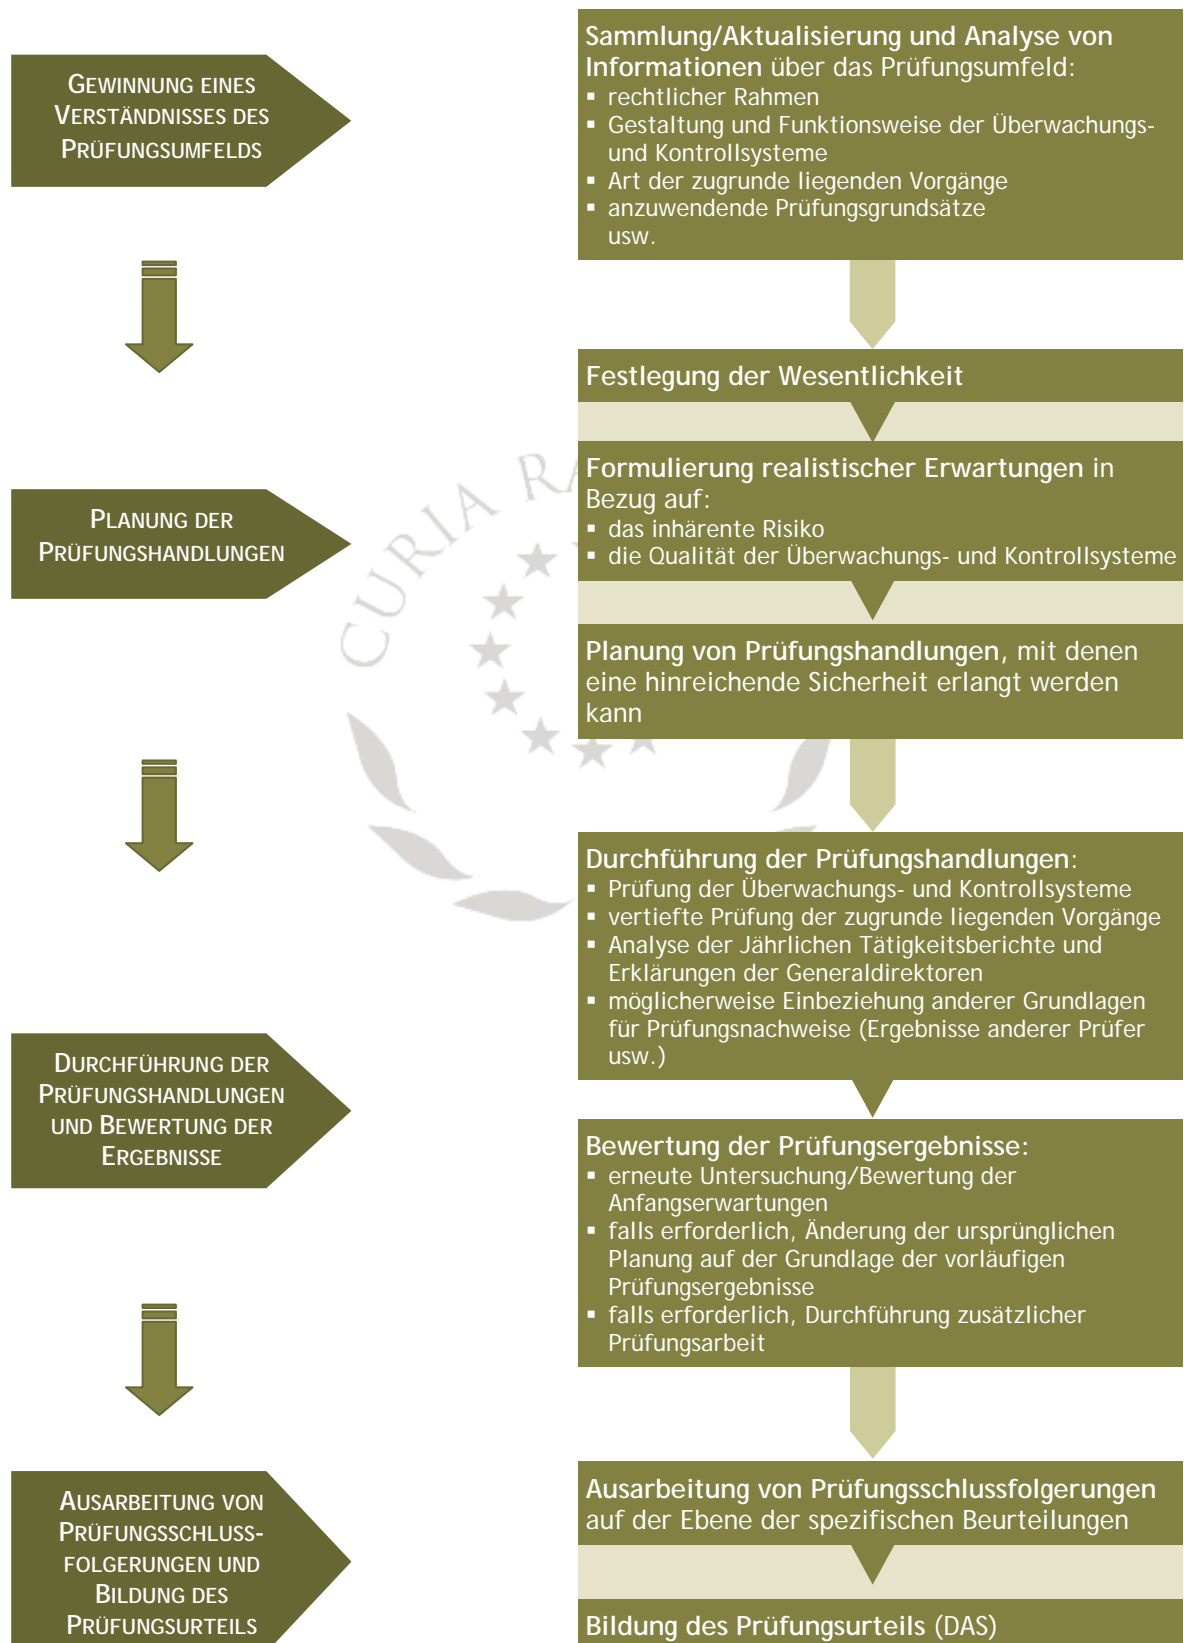 GEWINNUNG EINES
VERSTÄNDNISSES DES
PRÜFUNGSUMFELDS
Sammlung/Aktualisierung und Analyse von
Informationen über das Prüfungsumfeld:
▪ rechtlicher Rahmen
▪ Gestaltung und Funktionsweise der Überwachungs-
und Kontrollsysteme
▪ Art der zugrunde liegenden Vorgänge
▪ anzuwendende Prüfungsgrundsätze
usw.
Festlegung der Wesentlichkeit
PLANUNG DER
PRÜFUNGSHANDLUNGEN
Formulierung realistischer Erwartungen in
Bezug auf:
▪ das inhärente Risiko
▪ die Qualität der Überwachungs- und Kontrollsysteme
Planung von Prüfungshandlungen, mit denen
eine hinreichende Sicherheit erlangt werden
kann
CURIA
DURCHFÜHRUNG DER
PRÜFUNGSHANDLUNGEN
UND BEWERTUNG DER
ERGEBNISSE
Durchführung der Prüfungshandlungen:
▪ Prüfung der Überwachungs- und Kontrollsysteme
▪ vertiefte Prüfung der zugrunde liegenden Vorgänge
▪ Analyse der Jährlichen Tätigkeitsberichte und
Erklärungen der Generaldirektoren
▪ möglicherweise Einbeziehung anderer Grundlagen
für Prüfungsnachweise (Ergebnisse anderer Prüfer
usw.)
Bewertung der Prüfungsergebnisse:
▪ erneute Untersuchung/Bewertung der
Anfangserwartungen
▪ falls erforderlich, Änderung der ursprünglichen
Planung auf der Grundlage der vorläufigen
Prüfungsergebnisse
▪ falls erforderlich, Durchführung zusätzlicher
Prüfungsarbeit
AUSARBEITUNG VON
PRÜFUNGSSCHLUSS-
FOLGERUNGEN UND
BILDUNG DES
PRÜFUNGSURTEILS
Ausarbeitung von Prüfungsschlussfolgerungen
auf der Ebene der spezifischen Beurteilungen
Bildung des Prüfungsurteils (DAS)